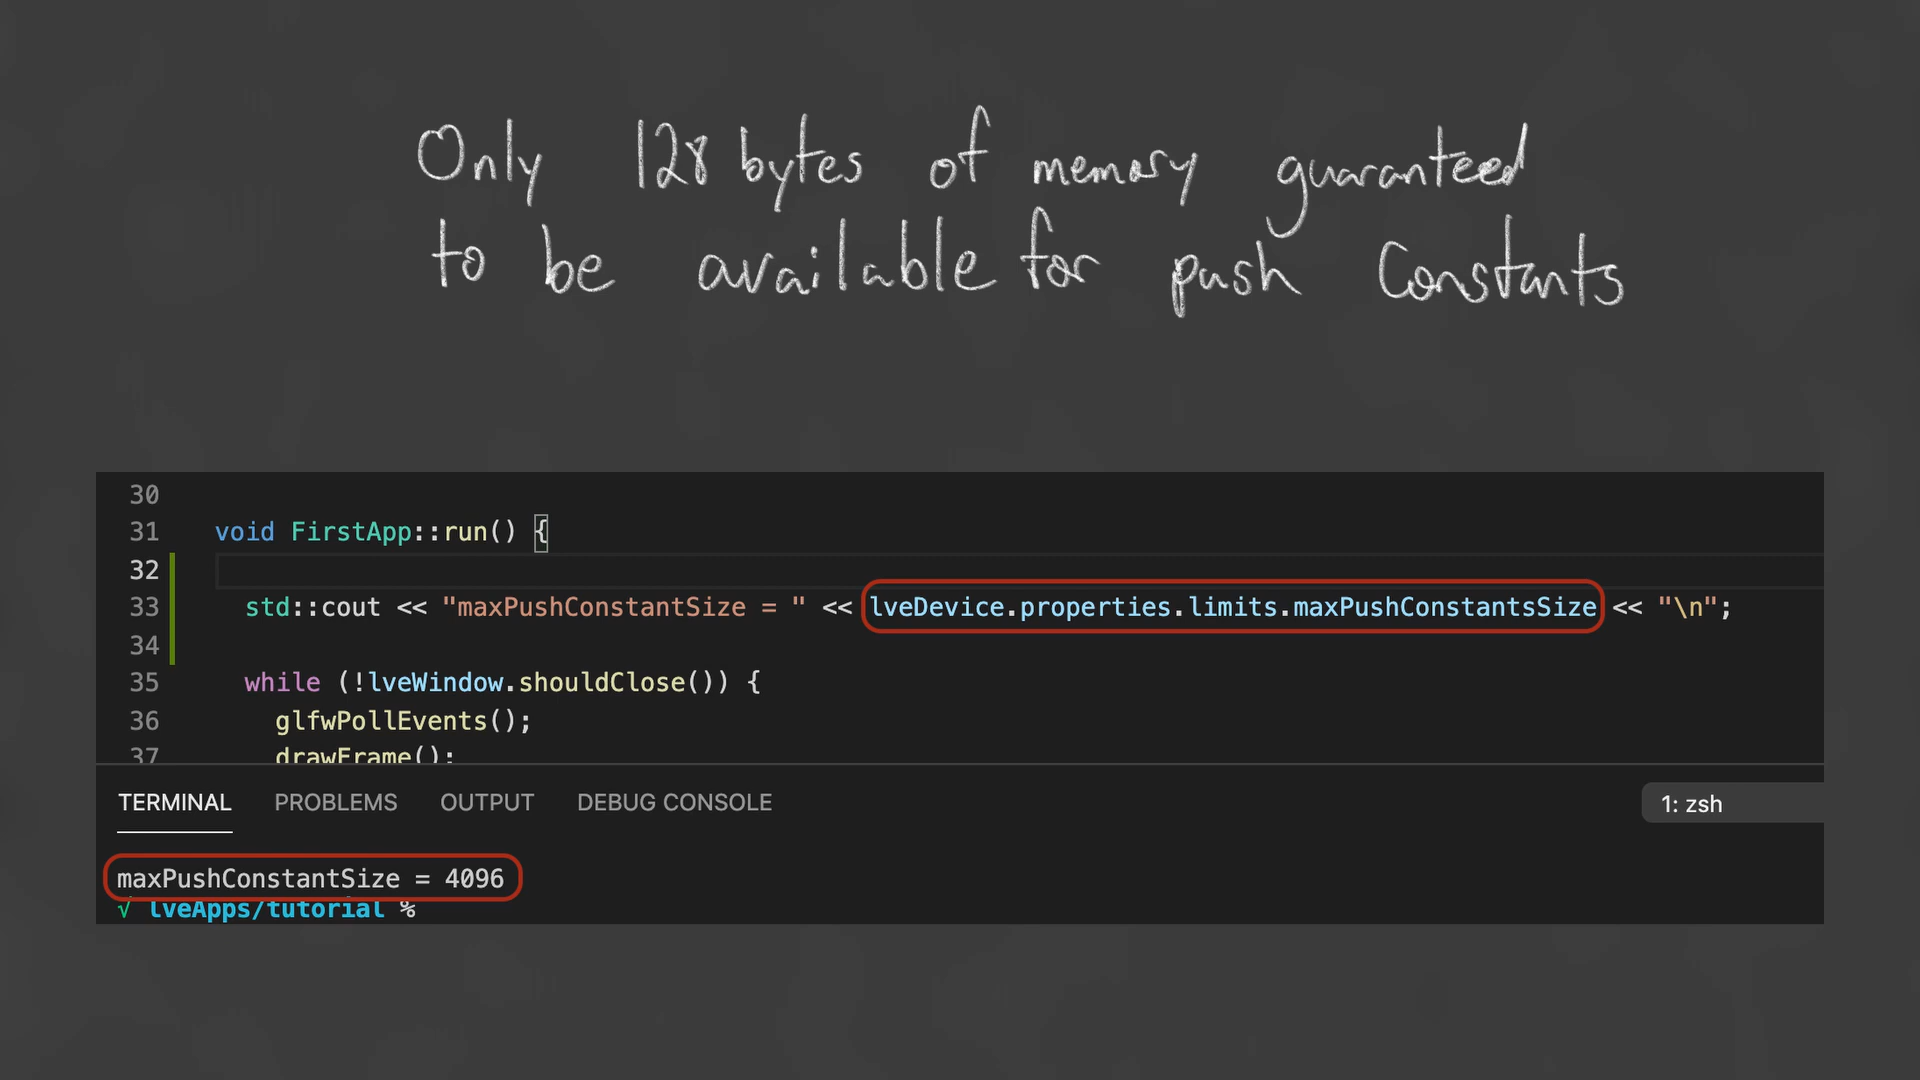 Only 128 bytes of memory guaranteed
to be available for push Constants
30
31 void FirstApp::run() {
32
33 std::cout << "maxPushConstantSize = " << lveDevice.properties.limits.maxPushConstantsSize << "\n";
34
35 while (!lveWindow.shouldClose()) {
36 glfwPollEvents();
37 drawFrame();
TERMINAL PROBLEMS OUTPUT DEBUG CONSOLE 1: zsh
maxPushConstantSize = 4096
√ lveApps/tutorial %